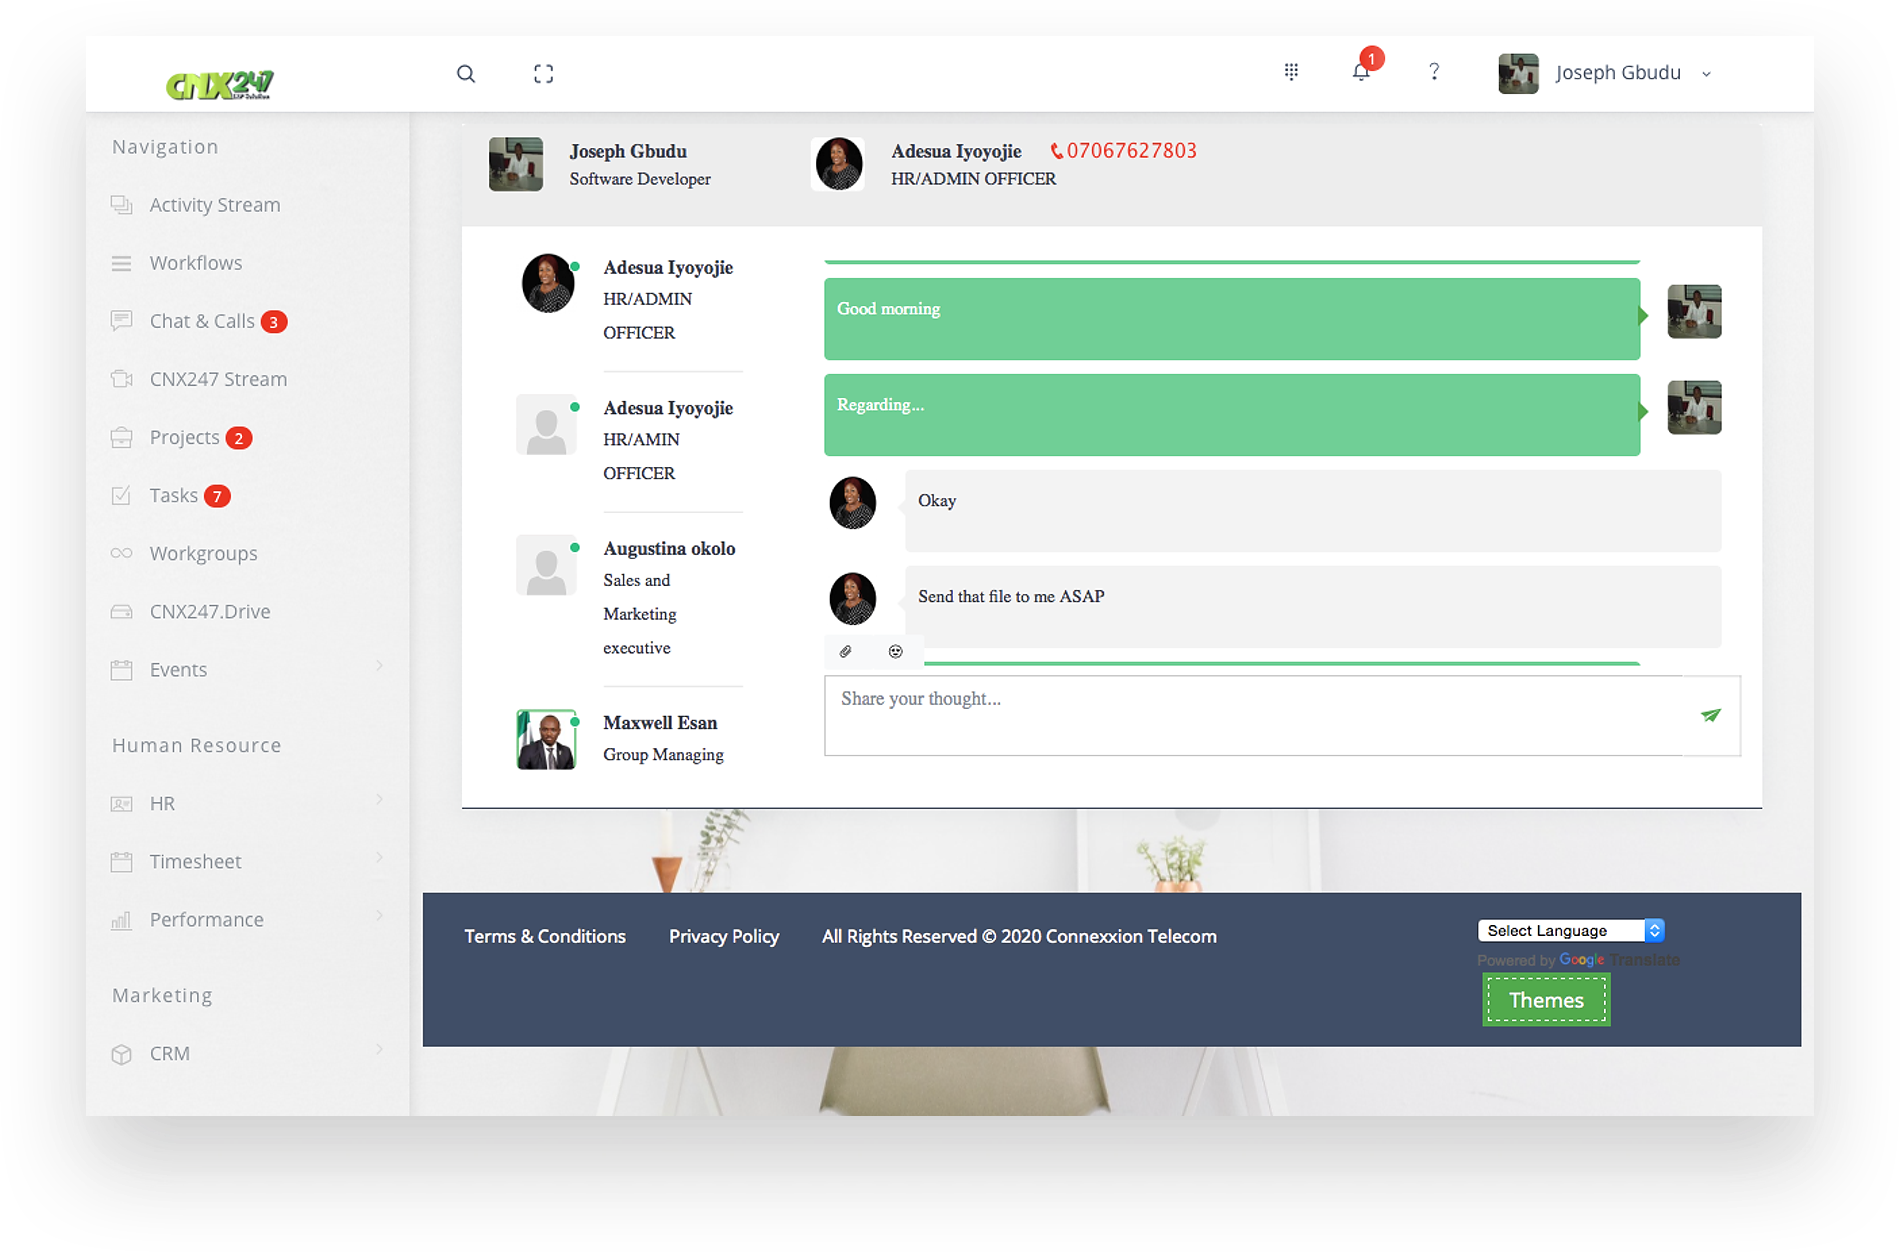 CNX247
ERP Solution
1
?
Joseph Gbudu
Navigation
Activity Stream
Workflows
Chat & Calls 3
CNX247 Stream
Projects 2
Tasks 7
Workgroups
CNX247.Drive
Events
Human Resource
HR
Timesheet
Performance
Marketing
CRM
Joseph Gbudu
Software Developer
Adesua Iyoyojie 07067627803
HR/ADMIN OFFICER
Adesua Iyoyojie
HR/ADMIN
OFFICER
Adesua Iyoyojie
HR/AMIN
OFFICER
Augustina okolo
Sales and
Marketing
executive
Maxwell Esan
Group Managing
Good morning
Regarding...
Okay
Send that file to me ASAP
Share your thought...
Terms & Conditions
Privacy Policy
All Rights Reserved © 2020 Connexxion Telecom
Select Language
Powered by Google Translate
Themes